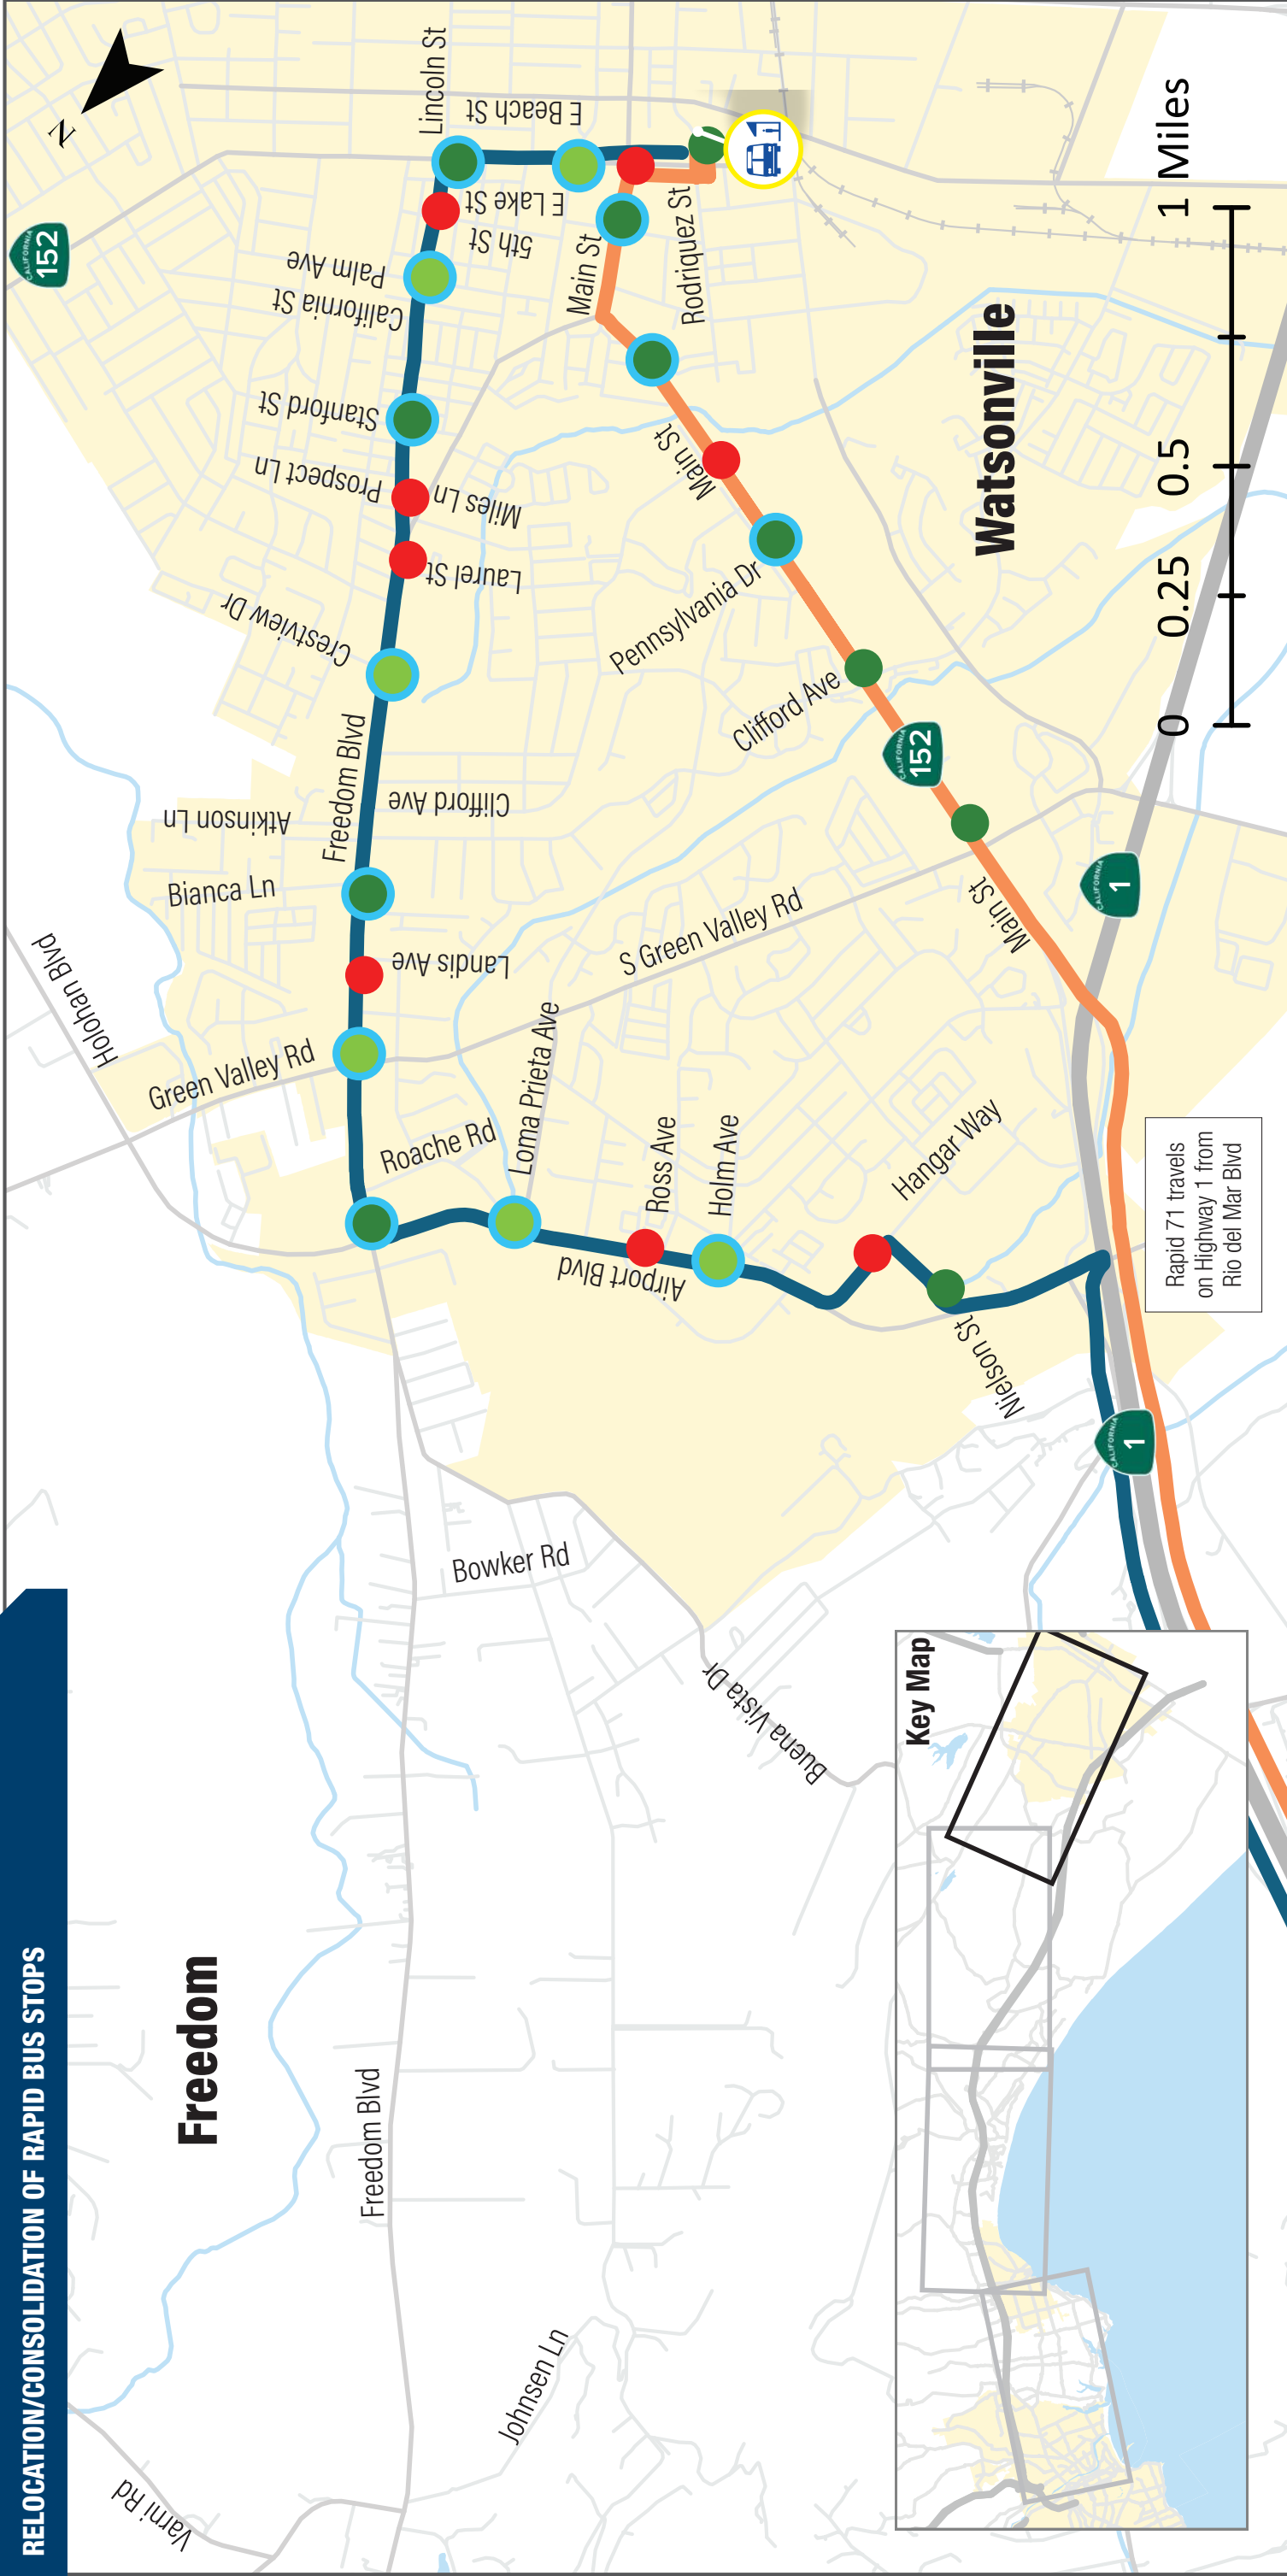 RELOCATION/CONSOLIDATION OF RAPID BUS STOPS
Varni Rd
Freedom
Freedom Blvd
Johnsen Ln
Bowker Rd
Buena Vista Dr
Holohan Blvd
Green Valley Rd
Roache Rd
Loma Prieta Ave
Airport Blvd
Ross Ave
Holm Ave
Hangar Way
Nielson St
Bianca Ln
Atkinson Ln
Landis Ave
Freedom Blvd
Clifford Ave
S Green Valley Rd
Crestview Dr
Laurel St
Prospect Ln
Miles Ln
Stanford St
California St
Palm Ave
5th St
E Lake St
Lincoln St
E Beach St
Main St
Rodriquez St
Main St
Pennsylvania Dr
Clifford Ave
Main St
Watsonville
CALIFORNIA
152
CALIFORNIA
152
CALIFORNIA
1
CALIFORNIA
1
N
Rapid 71 travels
on Highway 1 from
Rio del Mar Blvd
Key Map
0 0.25 0.5 1 Miles